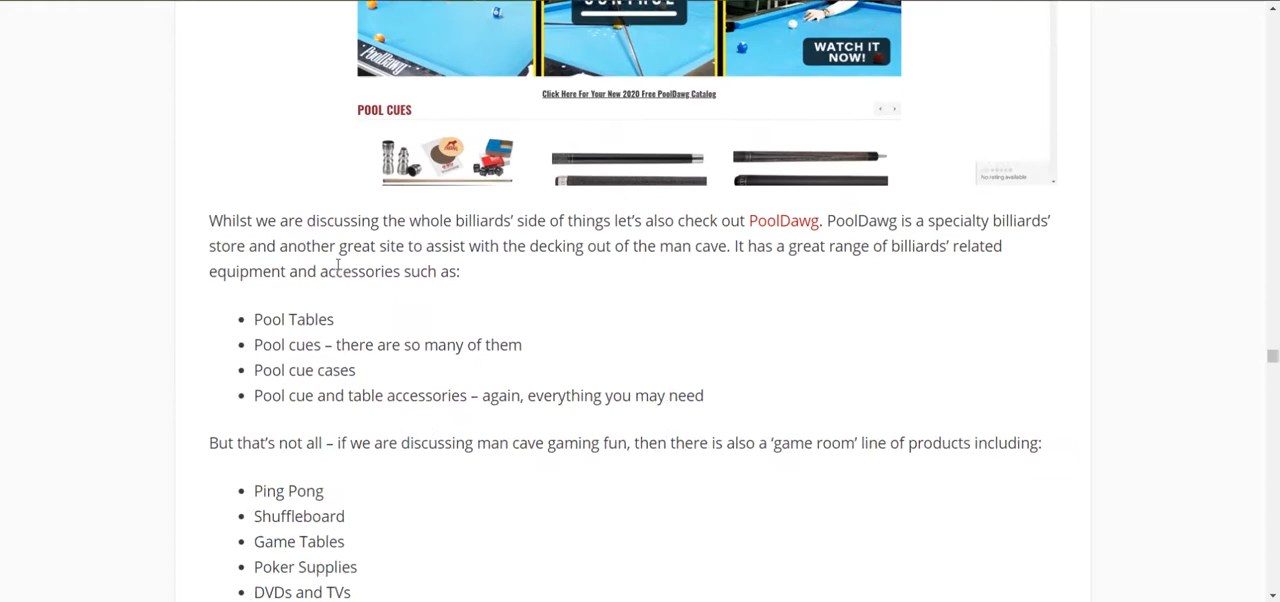 CONTROL
PoolDawg
WATCH IT
NOW!
Click Here For Your New 2020 Free PoolDawg Catalog
POOL CUES
No rating available
Whilst we are discussing the whole billiards’ side of things let’s also check out PoolDawg. PoolDawg is a specialty billiards’
store and another great site to assist with the decking out of the man cave. It has a great range of billiards’ related
equipment and accessories such as:
• Pool Tables
• Pool cues – there are so many of them
• Pool cue cases
• Pool cue and table accessories – again, everything you may need
But that’s not all – if we are discussing man cave gaming fun, then there is also a ‘game room’ line of products including:
• Ping Pong
• Shuffleboard
• Game Tables
• Poker Supplies
• DVDs and TVs